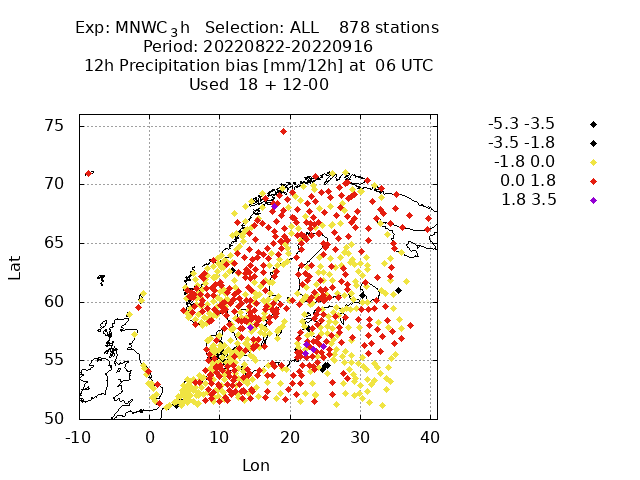 Exp: MNWC_3h Selection: ALL 878 stations
Period: 20220822-20220916
12h Precipitation bias [mm/12h] at 06 UTC
Used 18 + 12-00
-5.3 -3.5
-3.5 -1.8
-1.8 0.0
0.0 1.8
1.8 3.5
75
70
65
60
55
50
Lat
-10 0 10 20 30 40
Lon